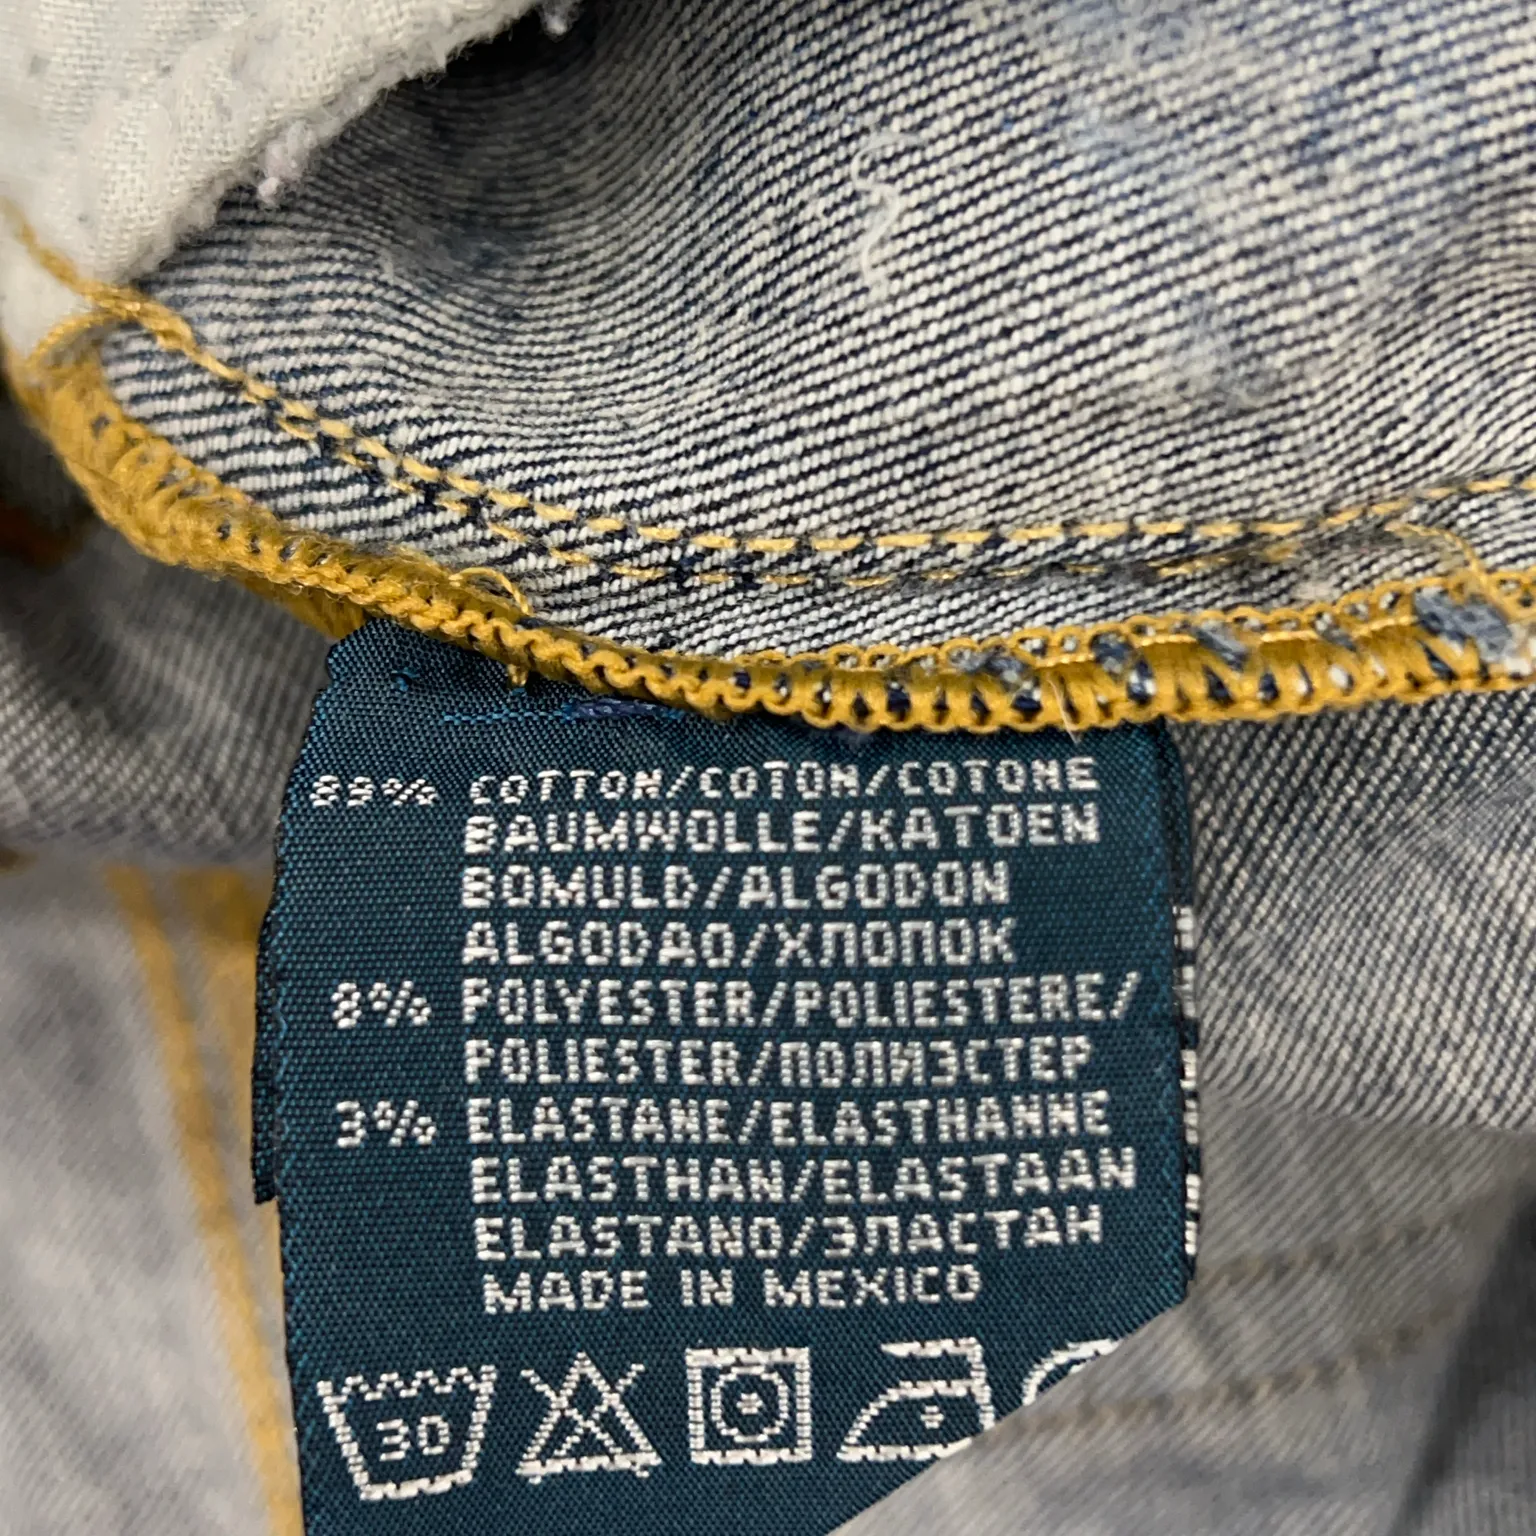 89% COTTON/COTON/COTONE
BAUMWOLLE/KATOEN
BOMULD/ALGODON
ALGODAO/ХЛОПОК
8% POLYESTER/POLIESTERE/
POLIESTER/ПОЛИЭСТЕР
3% ELASTANE/ELASTHANNE
ELASTHAN/ELASTAAN
ELASTANO/ЭЛАСТАН
MADE IN MEXICO
30